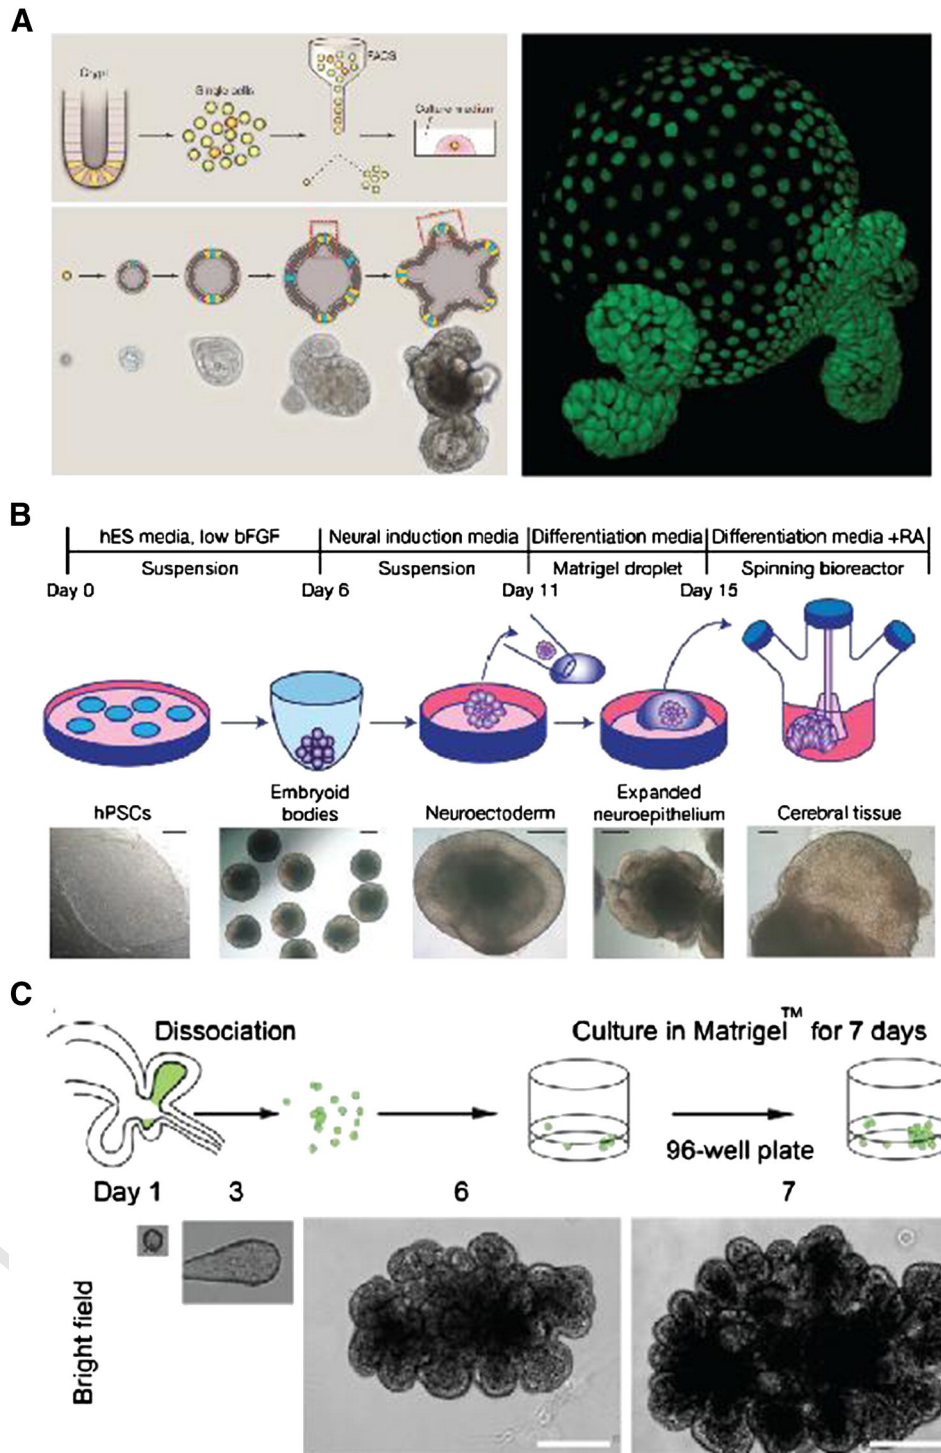 A
Crypt
Single cells
FACS
Culture medium
B
hES media, low bFGF
Neural induction media
Differentiation media
Differentiation media +RA
Suspension
Suspension
Matrigel droplet
Spinning bioreactor
Day 0
Day 6
Day 11
Day 15
hPSCs
Embryoid
bodies
Neuroectoderm
Expanded
neuroepithelium
Cerebral tissue
C
Dissociation
Culture in Matrigel™ for 7 days
96-well plate
Day 1
3
6
7
Bright field